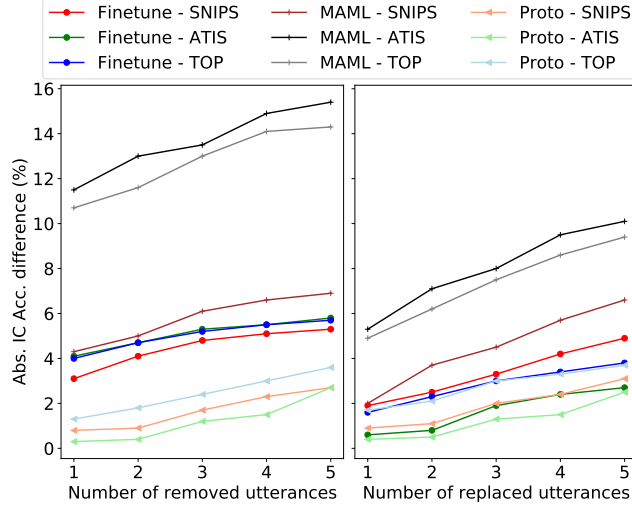 Finetune - SNIPS MAML - SNIPS Proto - SNIPS
Finetune - ATIS MAML - ATIS Proto - ATIS
Finetune - TOP MAML - TOP Proto - TOP
Abs. IC Acc. difference (%)
16
14
12
10
8
6
4
2
0
1 2 3 4 5
1 2 3 4 5
Number of removed utterances
Number of replaced utterances